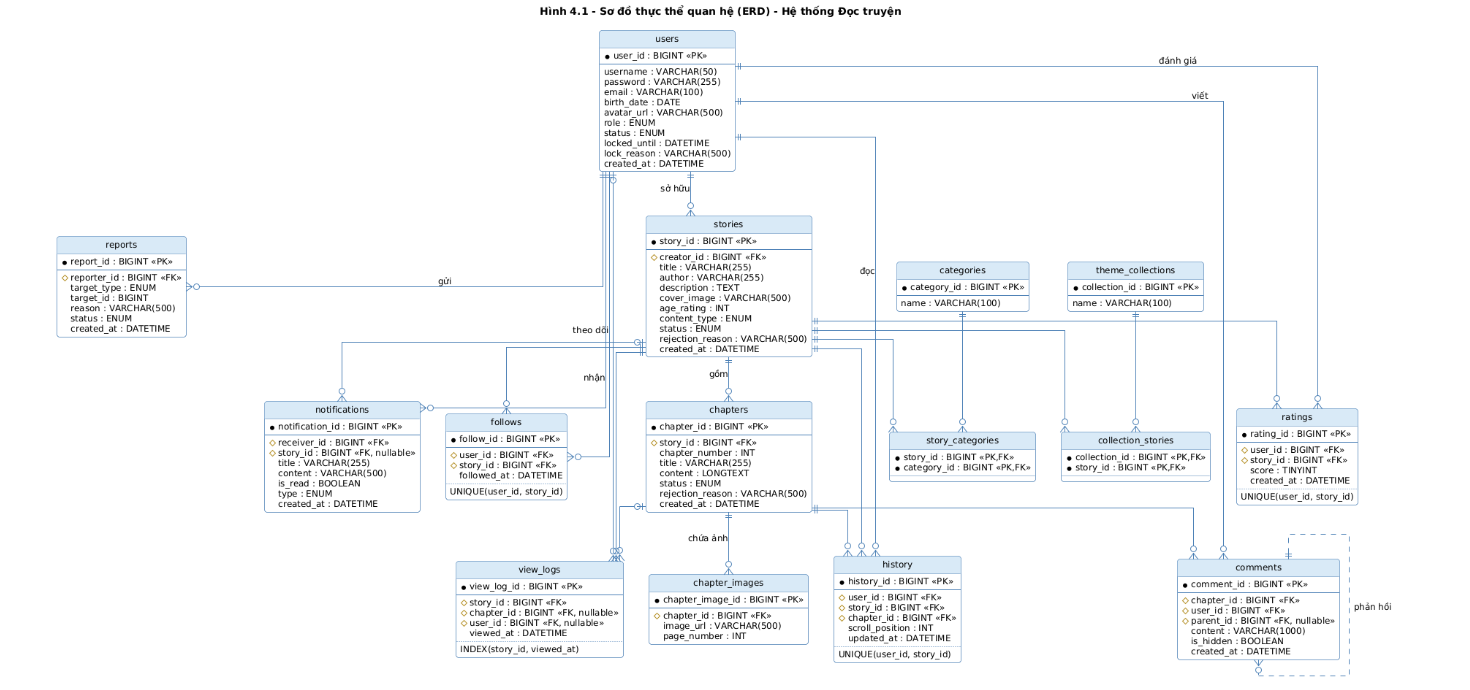 Hình 4.1 - Sơ đồ thực thể quan hệ (ERD) - Hệ thống Đọc truyện
users
user_id : BIGINT «PK»
username : VARCHAR(50)
password : VARCHAR(255)
email : VARCHAR(100)
birth_date : DATE
avatar_url : VARCHAR(500)
role : ENUM
status : ENUM
locked_until : DATETIME
lock_reason : VARCHAR(500)
created_at : DATETIME
đánh giá
viết
sở hữu
stories
story_id : BIGINT «PK»
creator_id : BIGINT «FK»
title : VARCHAR(255)
author : VARCHAR(255)
description : TEXT
cover_image : VARCHAR(500)
age_rating : INT
content_type : ENUM
status : ENUM
rejection_reason : VARCHAR(500)
created_at : DATETIME
reports
report_id : BIGINT «PK»
reporter_id : BIGINT «FK»
target_type : ENUM
target_id : BIGINT
reason : VARCHAR(500)
status : ENUM
created_at : DATETIME
gửi
đọc
categories
category_id : BIGINT «PK»
name : VARCHAR(100)
theme_collections
collection_id : BIGINT «PK»
name : VARCHAR(100)
theo dõi
nhận
gồm
notifications
notification_id : BIGINT «PK»
receiver_id : BIGINT «FK»
story_id : BIGINT «FK, nullable»
title : VARCHAR(255)
content : VARCHAR(500)
is_read : BOOLEAN
type : ENUM
created_at : DATETIME
follows
follow_id : BIGINT «PK»
user_id : BIGINT «FK»
story_id : BIGINT «FK»
followed_at : DATETIME
UNIQUE(user_id, story_id)
chapters
chapter_id : BIGINT «PK»
story_id : BIGINT «FK»
chapter_number : INT
title : VARCHAR(255)
content : LONGTEXT
status : ENUM
rejection_reason : VARCHAR(500)
created_at : DATETIME
story_categories
story_id : BIGINT «PK,FK»
category_id : BIGINT «PK,FK»
collection_stories
collection_id : BIGINT «PK,FK»
story_id : BIGINT «PK,FK»
ratings
rating_id : BIGINT «PK»
user_id : BIGINT «FK»
story_id : BIGINT «FK»
score : TINYINT
created_at : DATETIME
UNIQUE(user_id, story_id)
chứa ảnh
view_logs
view_log_id : BIGINT «PK»
story_id : BIGINT «FK»
chapter_id : BIGINT «FK, nullable»
user_id : BIGINT «FK, nullable»
viewed_at : DATETIME
INDEX(story_id, viewed_at)
chapter_images
chapter_image_id : BIGINT «PK»
chapter_id : BIGINT «FK»
image_url : VARCHAR(500)
page_number : INT
history
history_id : BIGINT «PK»
user_id : BIGINT «FK»
story_id : BIGINT «FK»
chapter_id : BIGINT «FK»
scroll_position : INT
updated_at : DATETIME
UNIQUE(user_id, story_id)
comments
comment_id : BIGINT «PK»
chapter_id : BIGINT «FK»
user_id : BIGINT «FK»
parent_id : BIGINT «FK, nullable»
content : VARCHAR(1000)
is_hidden : BOOLEAN
created_at : DATETIME
phản hồi